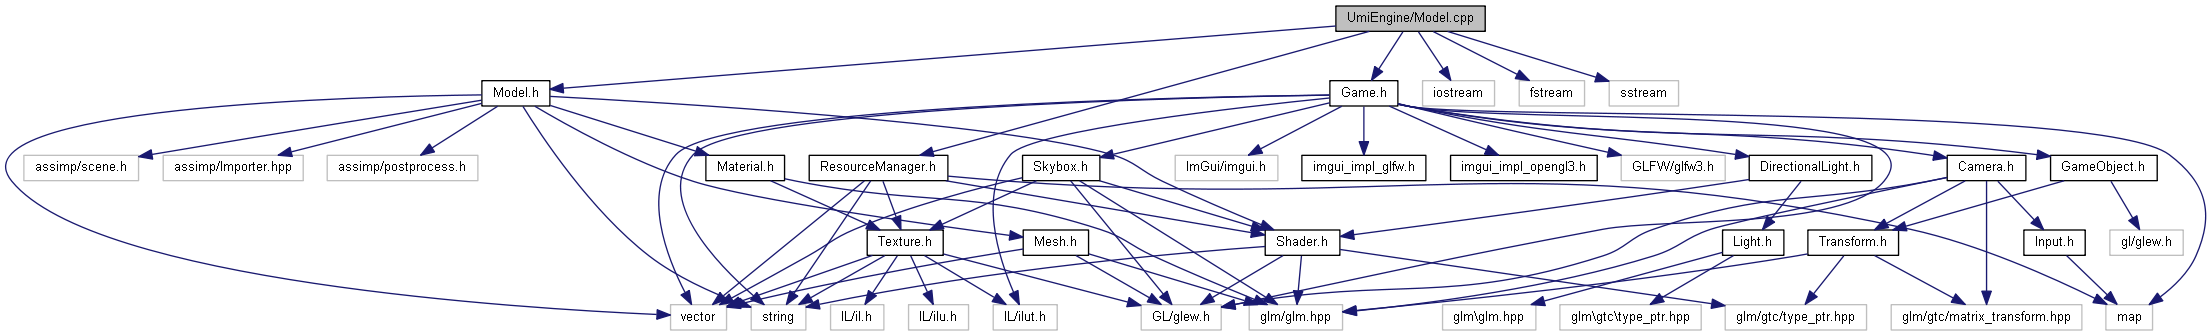 UmiEngine/Model.cpp
Model.h
Game.h
iostream
fstream
sstream
assimp/scene.h
assimp/Importer.hpp
assimp/postprocess.h
Material.h
ResourceManager.h
Skybox.h
ImGui/imgui.h
imgui_impl_glfw.h
imgui_impl_opengl3.h
GLFW/glfw3.h
DirectionalLight.h
Camera.h
GameObject.h
Texture.h
Mesh.h
Shader.h
Light.h
Transform.h
Input.h
gl/glew.h
vector
string
IL/il.h
IL/ilu.h
IL/ilut.h
GL/glew.h
glm/glm.hpp
glm\glm.hpp
glm\gtc\type_ptr.hpp
glm/gtc/type_ptr.hpp
glm/gtc/matrix_transform.hpp
map